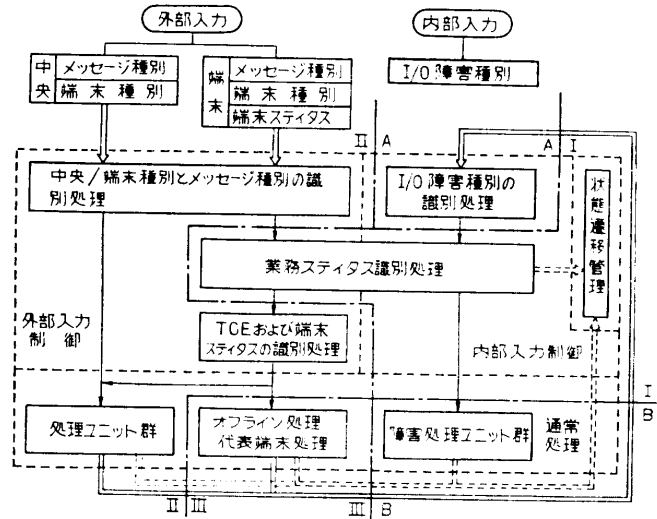 外部入力
内部入力
中央
メッセージ種別
端末種別
端末
メッセージ種別
端末種別
端末スティタス
I/O障害種別
II A
A I
中央/端末種別とメッセージ種別の識
別処理
I/O障害種別の
識別処理
状態遷移管理
業務スティタス識別処理
外部入力
制御
TCEおよび端末
スティタスの識別処理
内部入力制御
I
B
処理ユニット群
オフライン処理
代表端末処理
障害処理ユニット群
通常
処理
II III
III B